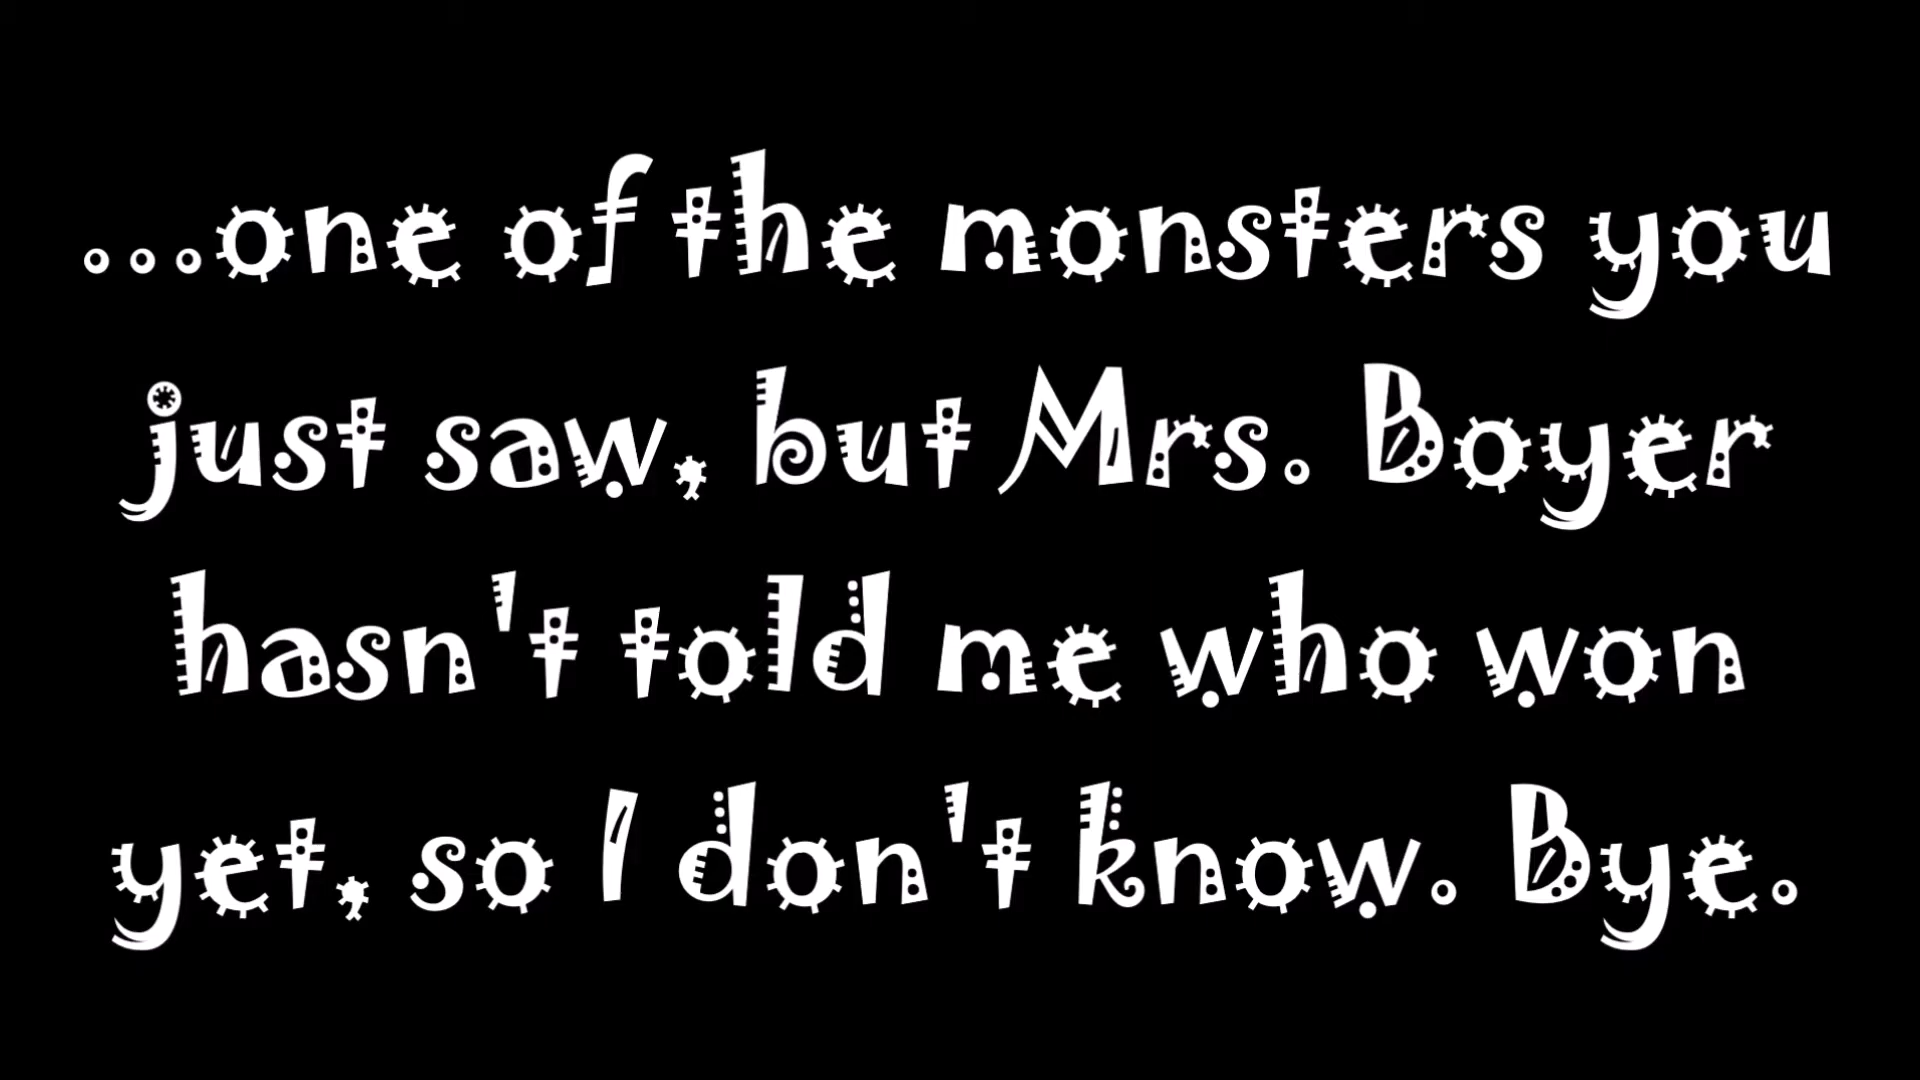 ...one of the monsters you
just saw, but Mrs. Boyer
hasn't told me who won
yet, so I don't know. Bye.